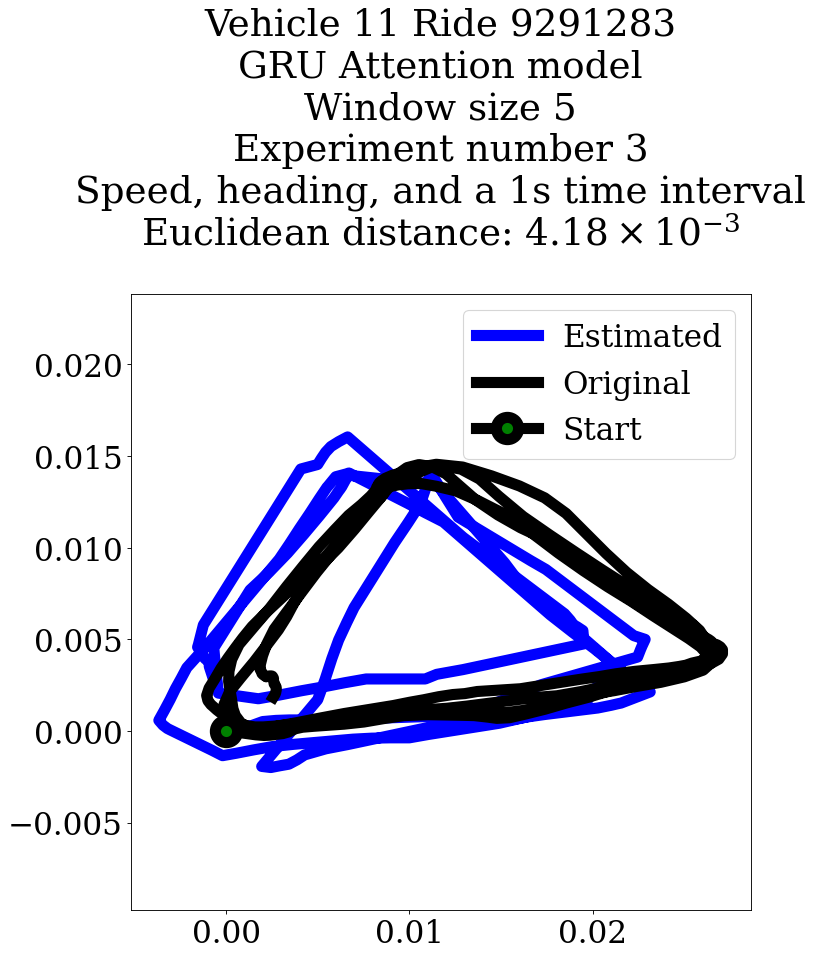 Vehicle 11 Ride 9291283
GRU Attention model
Window size 5
Experiment number 3
Speed, heading, and a 1s time interval
Euclidean distance: 4.18 × 10⁻³
Estimated
Original
Start
0.020
0.015
0.010
0.005
0.000
−0.005
0.00 0.01 0.02